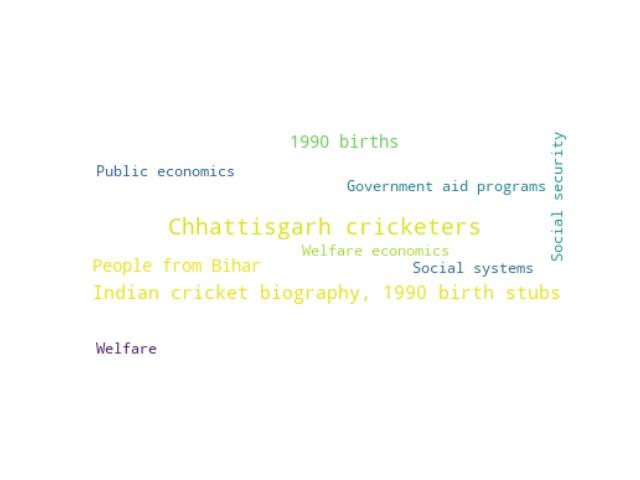 1990 births
Public economics
Government aid programs
Social security
Chhattisgarh cricketers
Welfare economics
People from Bihar
Social systems
Indian cricket biography, 1990 birth stubs
Welfare